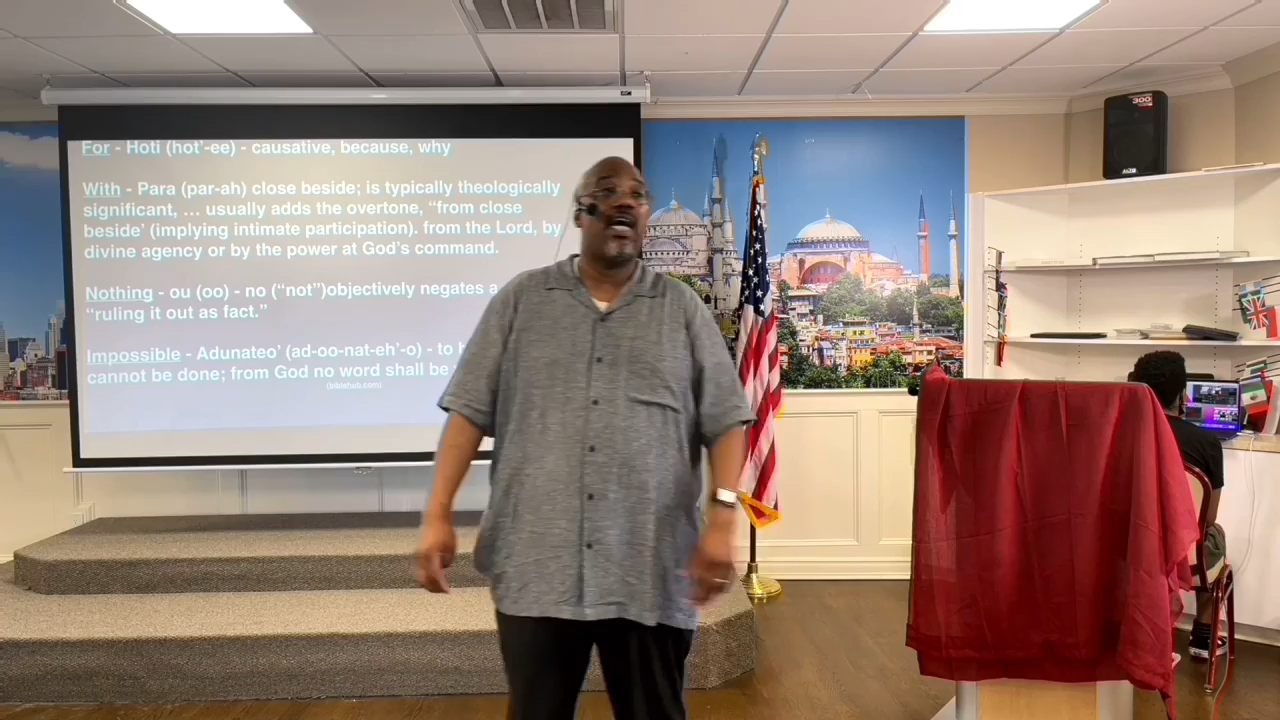 For - Hoti (hot’-ee) - causative, because, why
With - Para (par-ah) close beside; is typically theologically
significant, … usually adds the overtone, “from close
beside’ (implying intimate participation). from the Lord, by
divine agency or by the power at God’s command.
Nothing - ou (oo) - no (“not”)objectively negates a
“ruling it out as fact.”
Impossible - Adunateo’ (ad-oo-nat-eh’-o) - to
cannot be done; from God no word shall be
(biblehub.com)
300
ALTO